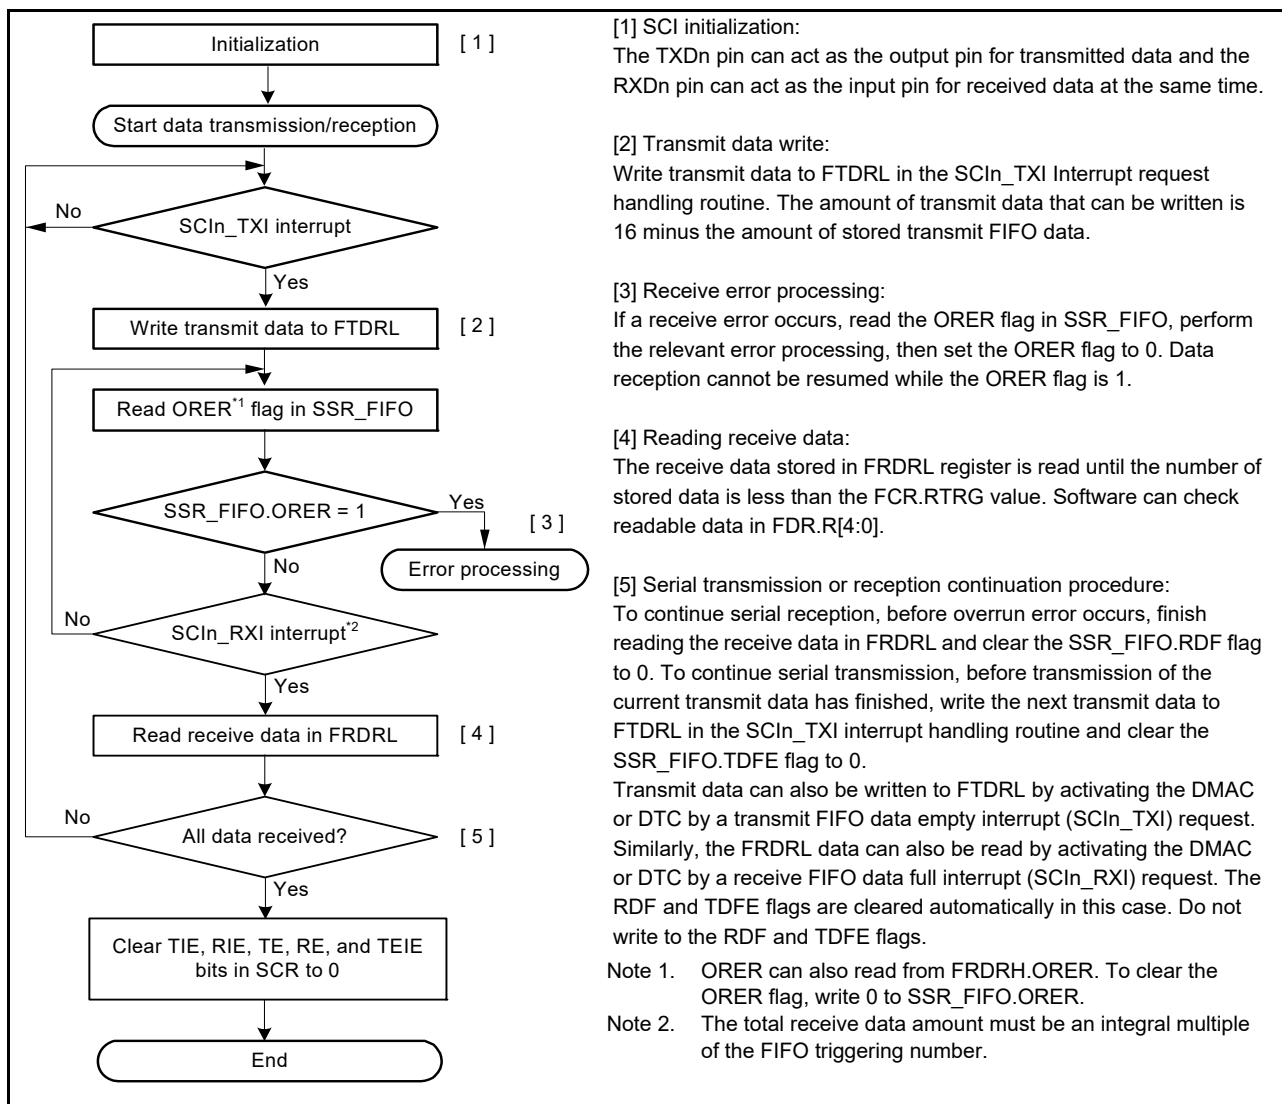 Initialization
[ 1 ]
Start data transmission/reception
No
SCIn_TXI interrupt
Yes
Write transmit data to FTDRL
[ 2 ]
Read ORER*1 flag in SSR_FIFO
SSR_FIFO.ORER = 1
Yes
[ 3 ]
No
Error processing
No
SCIn_RXI interrupt*2
Yes
Read receive data in FRDRL
[ 4 ]
No
All data received?
[ 5 ]
Yes
Clear TIE, RIE, TE, RE, and TEIE
bits in SCR to 0
End
[1] SCI initialization:
The TXDn pin can act as the output pin for transmitted data and the
RXDn pin can act as the input pin for received data at the same time.
[2] Transmit data write:
Write transmit data to FTDRL in the SCIn_TXI Interrupt request
handling routine. The amount of transmit data that can be written is
16 minus the amount of stored transmit FIFO data.
[3] Receive error processing:
If a receive error occurs, read the ORER flag in SSR_FIFO, perform
the relevant error processing, then set the ORER flag to 0. Data
reception cannot be resumed while the ORER flag is 1.
[4] Reading receive data:
The receive data stored in FRDRL register is read until the number of
stored data is less than the FCR.RTRG value. Software can check
readable data in FDR.R[4:0].
[5] Serial transmission or reception continuation procedure:
To continue serial reception, before overrun error occurs, finish
reading the receive data in FRDRL and clear the SSR_FIFO.RDF flag
to 0. To continue serial transmission, before transmission of the
current transmit data has finished, write the next transmit data to
FTDRL in the SCIn_TXI interrupt handling routine and clear the
SSR_FIFO.TDFE flag to 0.
Transmit data can also be written to FTDRL by activating the DMAC
or DTC by a transmit FIFO data empty interrupt (SCIn_TXI) request.
Similarly, the FRDRL data can also be read by activating the DMAC
or DTC by a receive FIFO data full interrupt (SCIn_RXI) request. The
RDF and TDFE flags are cleared automatically in this case. Do not
write to the RDF and TDFE flags.
Note 1. ORER can also read from FRDRH.ORER. To clear the
ORER flag, write 0 to SSR_FIFO.ORER.
Note 2. The total receive data amount must be an integral multiple
of the FIFO triggering number.